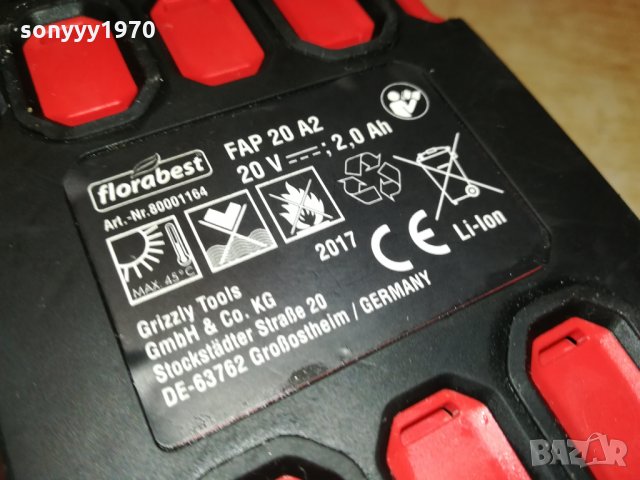 sonyyy1970
florabest
FAP 20 A2
20 V ; 2,0 Ah
Art.-Nr.80001164
MAX. 45°C
2017
CE
Li-Ion
Grizzly Tools
GmbH & Co. KG
Stockstädter Straße 20
DE-63762 Großostheim / GERMANY
BAZAR